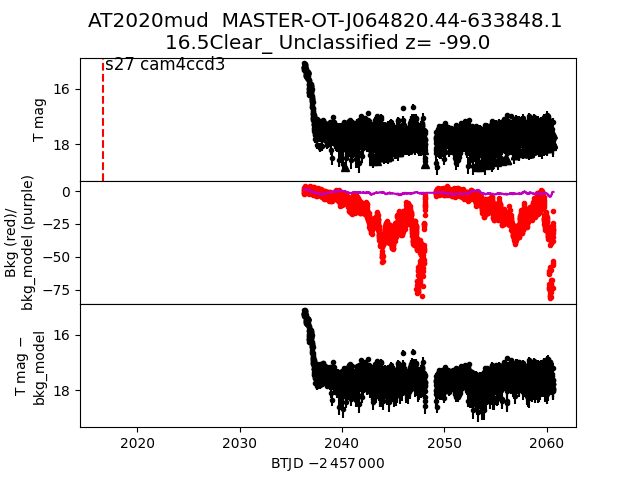 AT2020mud  MASTER-OT-J064820.44-633848.1
16.5Clear_ Unclassified z= -99.0
s27 cam4ccd3
16
18
T mag
0
−25
−50
−75
Bkg (red)/
bkg_model (purple)
16
18
T mag −
bkg_model
2020
2030
2040
2050
2060
BTJD −2 457 000